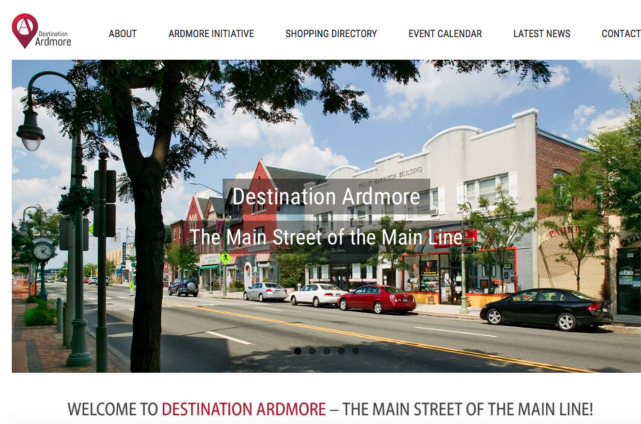 Destination
Ardmore
ABOUT
ARDMORE INITIATIVE
SHOPPING DIRECTORY
EVENT CALENDAR
LATEST NEWS
CONTACT
Destination Ardmore
The Main Street of the Main Line
WELCOME TO DESTINATION ARDMORE – THE MAIN STREET OF THE MAIN LINE!